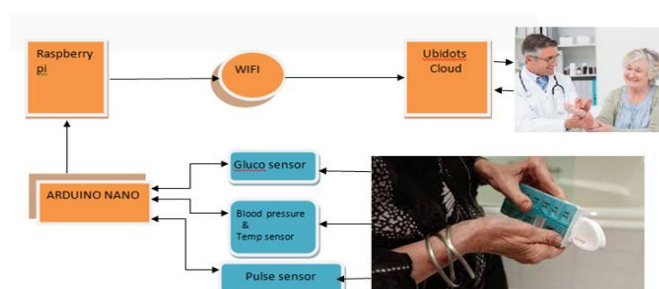 Raspberry
pi
WIFI
Ubidots
Cloud
ARDUINO NANO
Gluco sensor
Blood pressure
&
Temp sensor
Pulse sensor